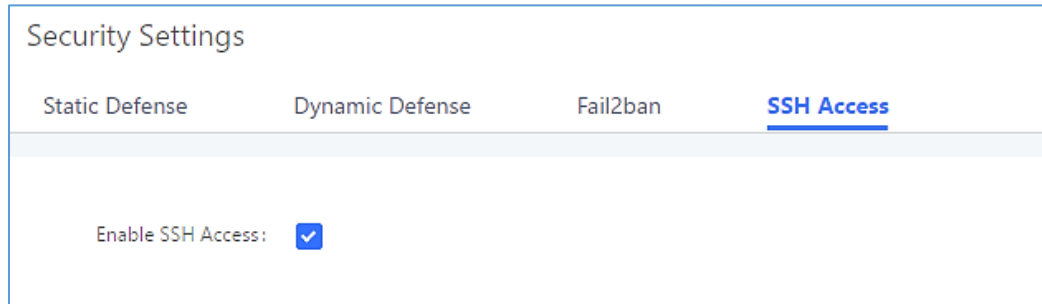 Security Settings
Static Defense Dynamic Defense Fail2ban SSH Access
Enable SSH Access: